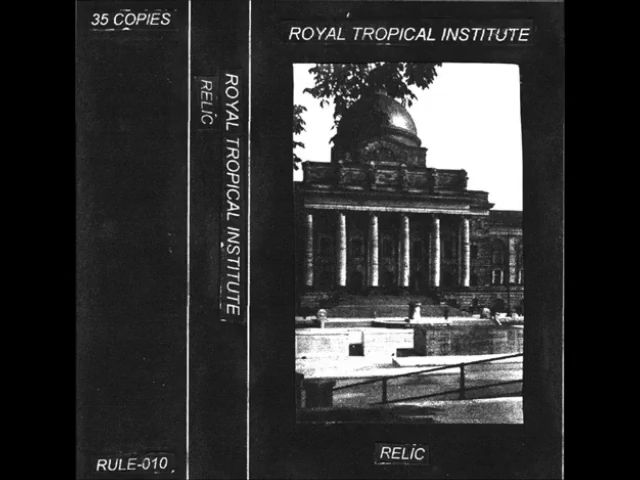 35 COPIES
RULE-010
ROYAL TROPICAL INSTITUTE
RELIC
ROYAL TROPICAL INSTITUTE
RELIC